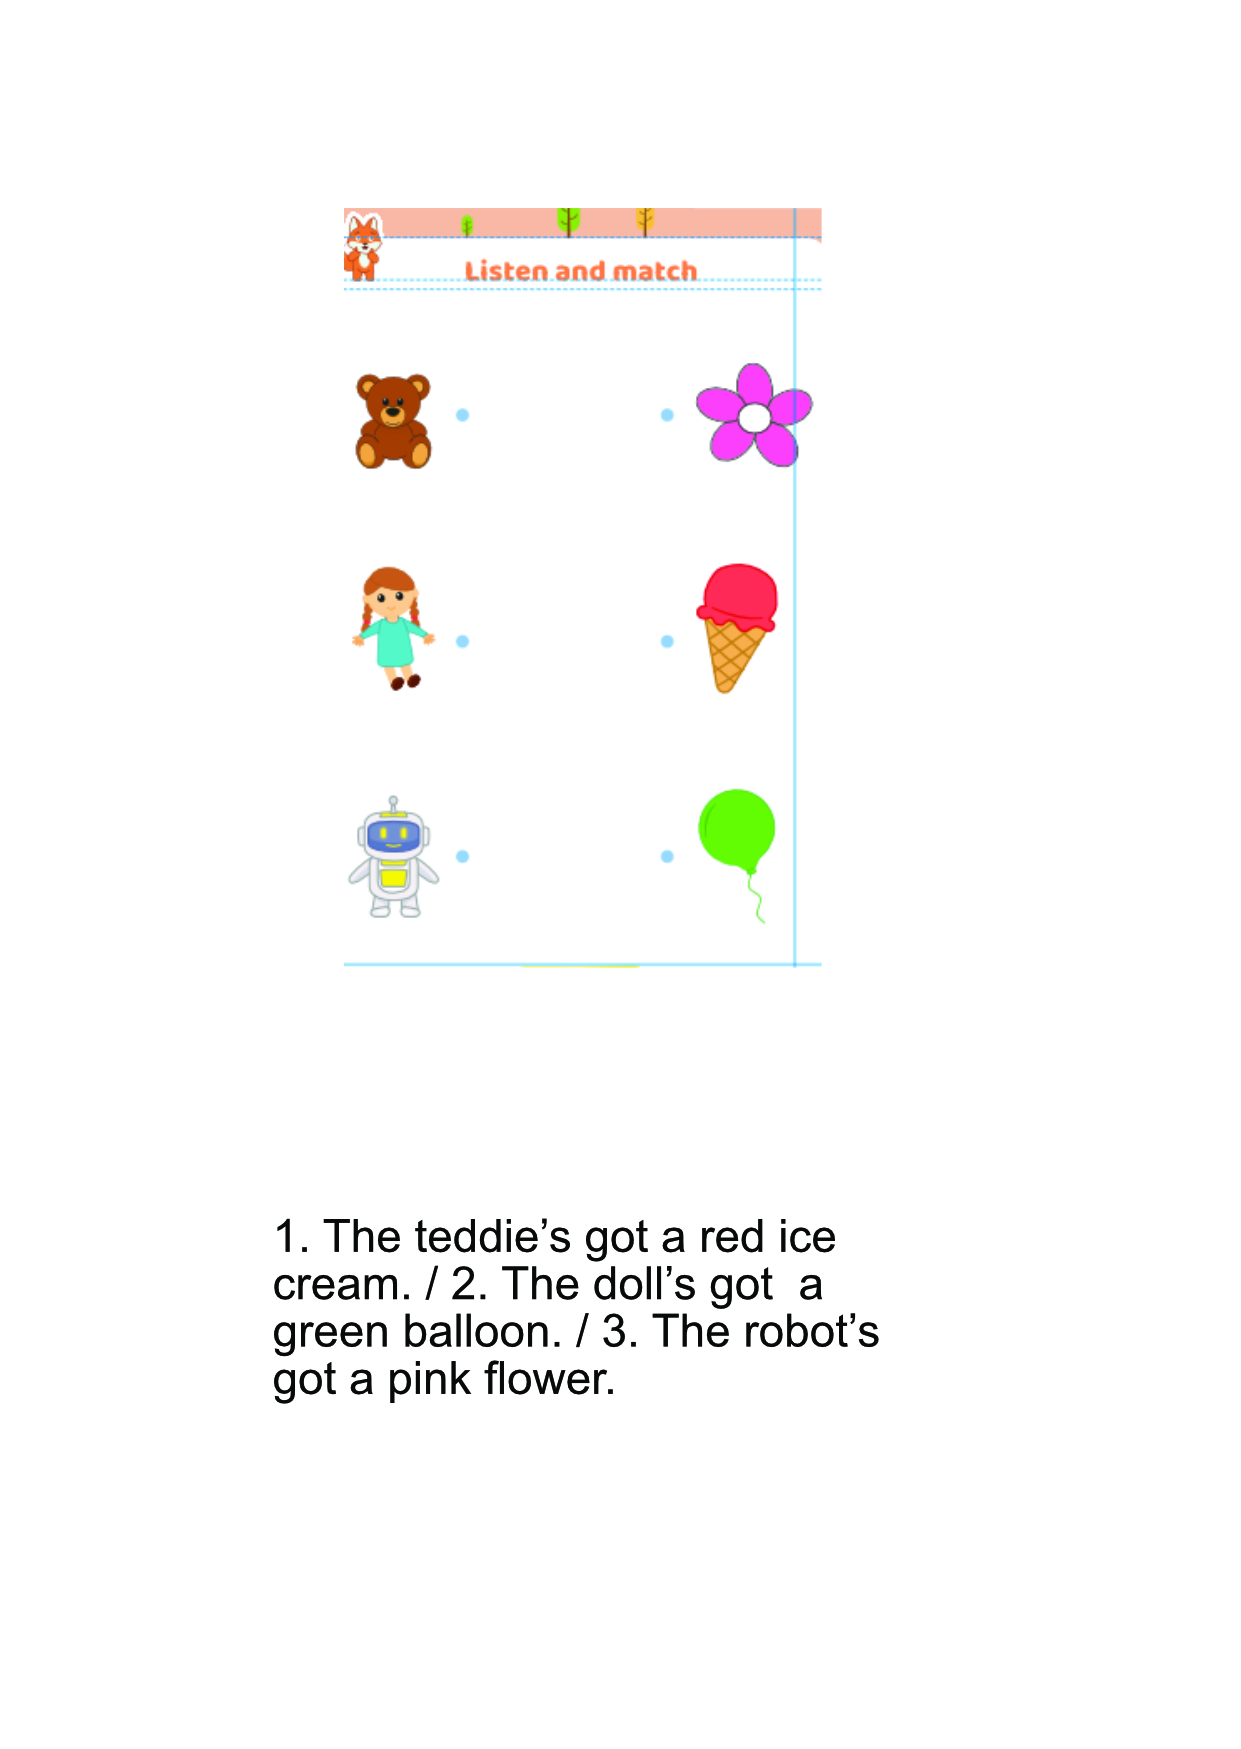 Listen and match
1. The teddie’s got a red ice
cream. / 2. The doll’s got  a
green balloon. / 3. The robot’s
got a pink flower.